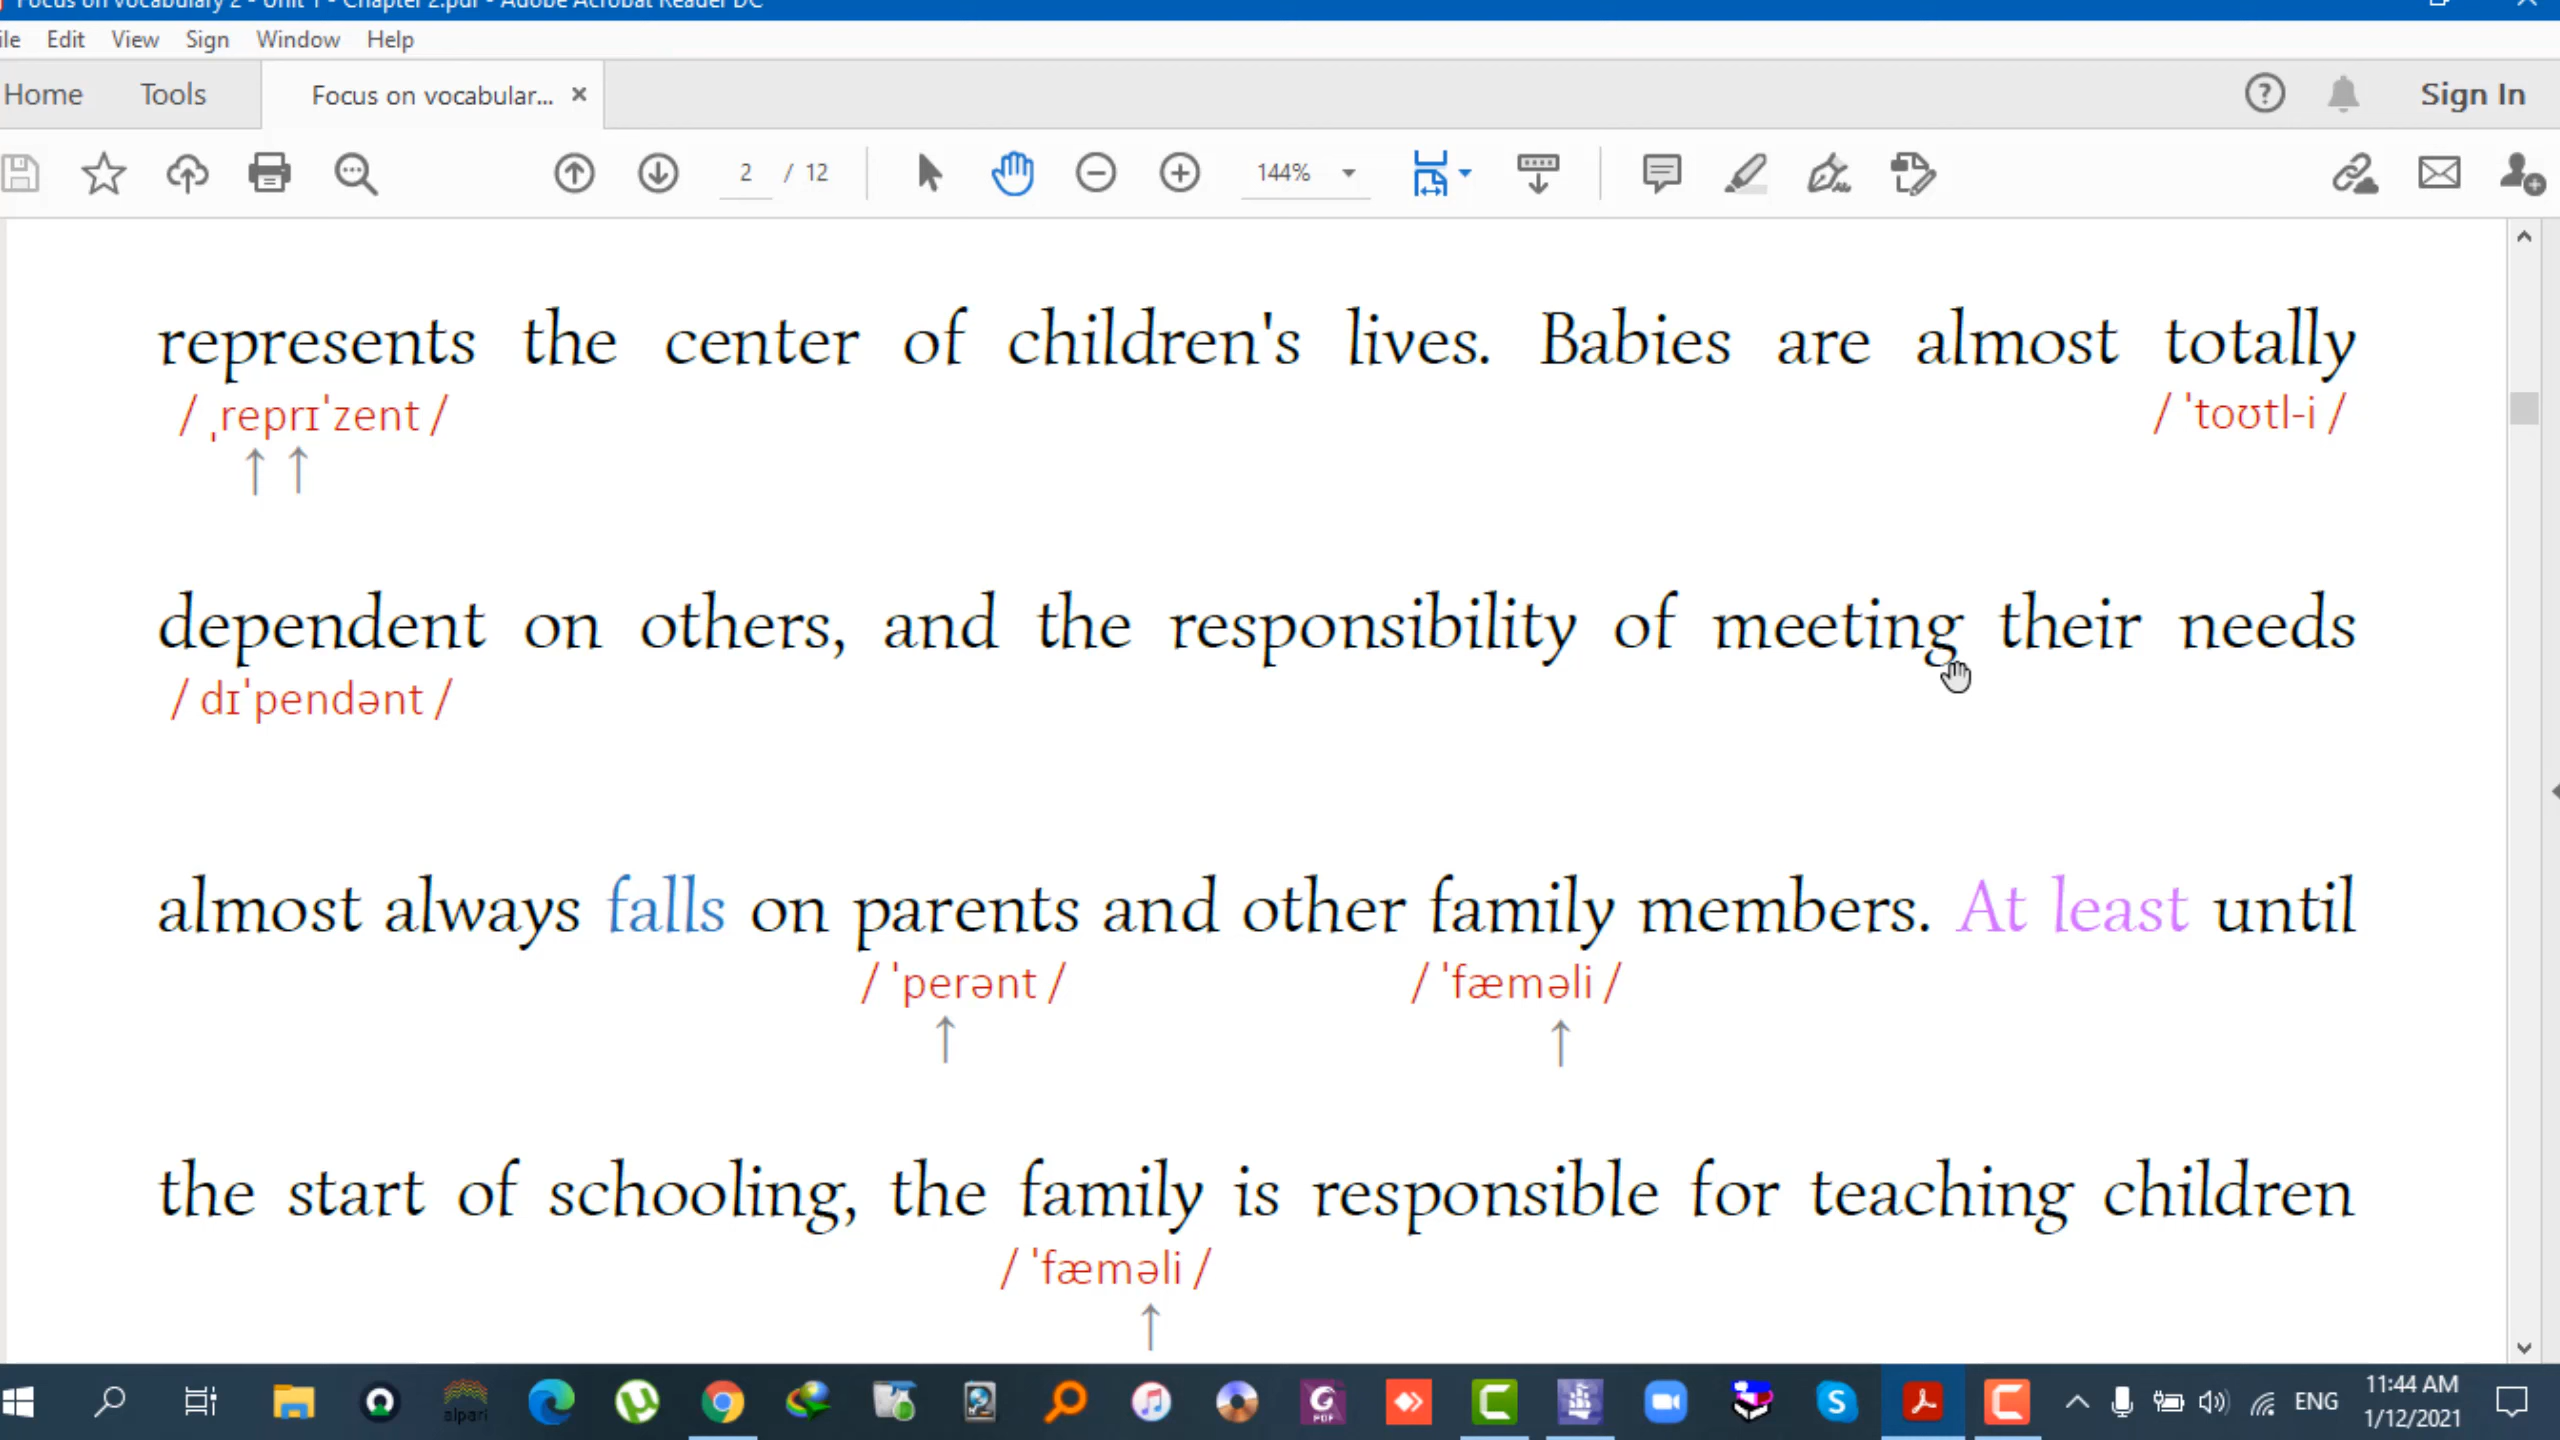 Focus on vocabulary 2 - Unit 1 - Chapter 2.pdf - Adobe Acrobat Reader DC
ile Edit View Sign Window Help
Home Tools Focus on vocabular... × Sign In
2 / 12 144%
represents the center of children's lives. Babies are almost totally
/ ˌreprɪˈzent / / ˈtoʊtl-i /
↑ ↑
dependent on others, and the responsibility of meeting their needs
/ dɪˈpendənt /
almost always falls on parents and other family members. At least until
/ ˈperənt / / ˈfæməli /
↑ ↑
the start of schooling, the family is responsible for teaching children
/ ˈfæməli /
↑
alpari G PDF ENG 11:44 AM
1/12/2021